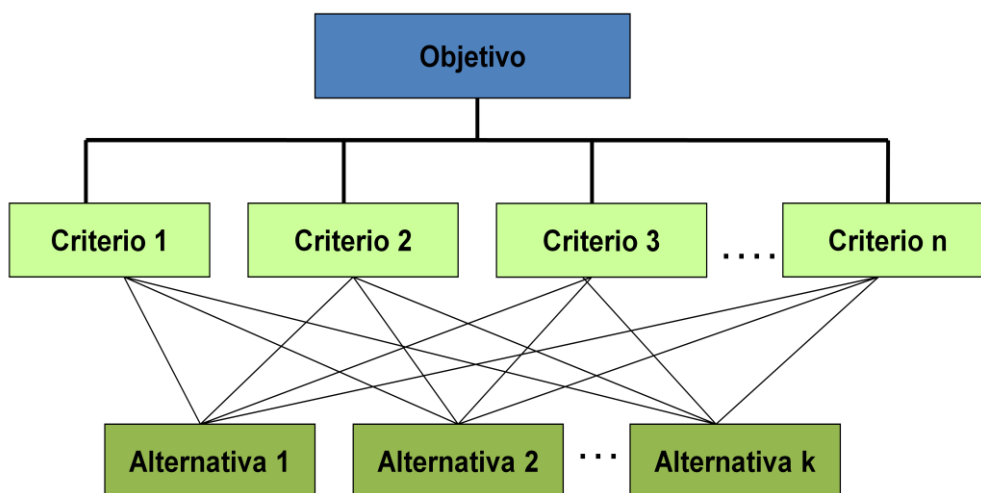 Objetivo
Criterio 1
Criterio 2
Criterio 3
....
Criterio n
Alternativa 1
Alternativa 2
...
Alternativa k